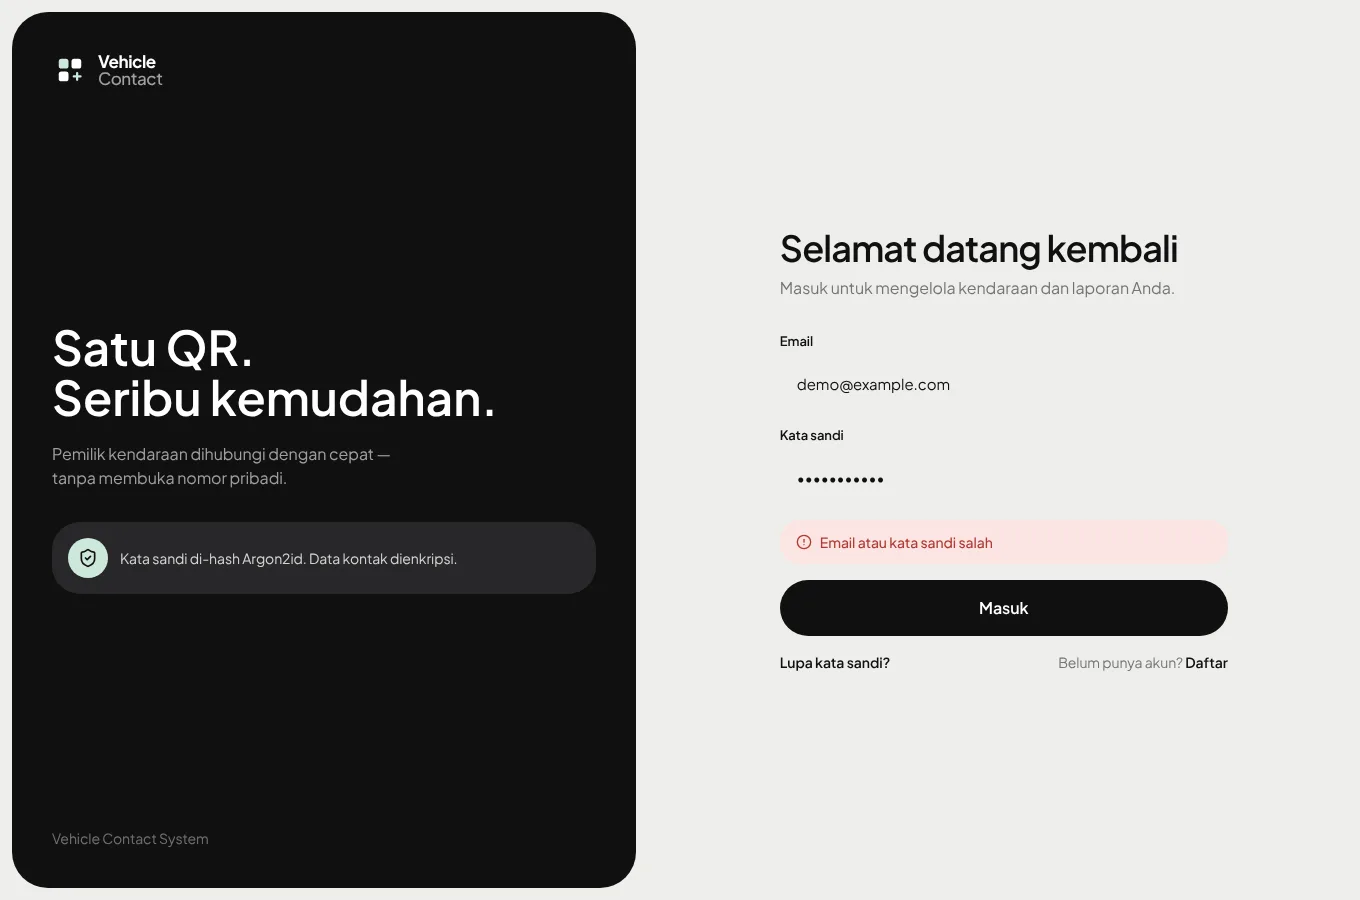 Vehicle
Contact
Satu QR.
Seribu kemudahan.
Pemilik kendaraan dihubungi dengan cepat —
tanpa membuka nomor pribadi.
Kata sandi di-hash Argon2id. Data kontak dienkripsi.
Vehicle Contact System
Selamat datang kembali
Masuk untuk mengelola kendaraan dan laporan Anda.
Email
demo@example.com
Kata sandi
•••••••••••
Email atau kata sandi salah
Masuk
Lupa kata sandi?
Belum punya akun? Daftar